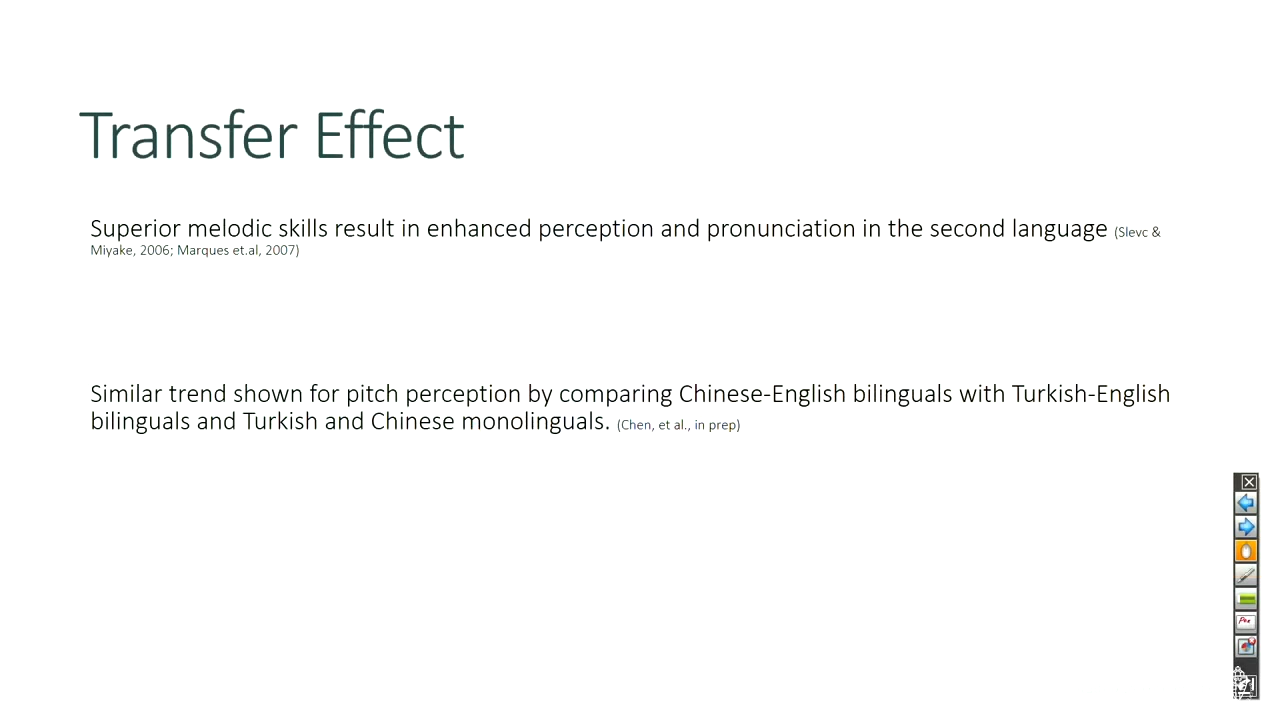 Transfer Effect
Superior melodic skills result in enhanced perception and pronunciation in the second language (Slevc &
Miyake, 2006; Marques et.al, 2007)
Similar trend shown for pitch perception by comparing Chinese-English bilinguals with Turkish-English
bilinguals and Turkish and Chinese monolinguals. (Chen, et al., in prep)
Pen